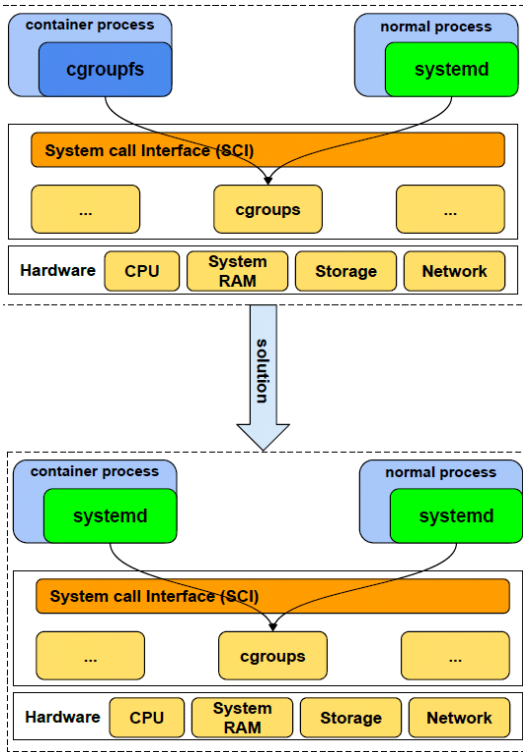 container process
normal process
cgroupfs
systemd
System call Interface (SCI)
...
cgroups
...
Hardware
CPU
System
RAM
Storage
Network
solution
container process
normal process
systemd
systemd
System call Interface (SCI)
...
cgroups
...
Hardware
CPU
System
RAM
Storage
Network